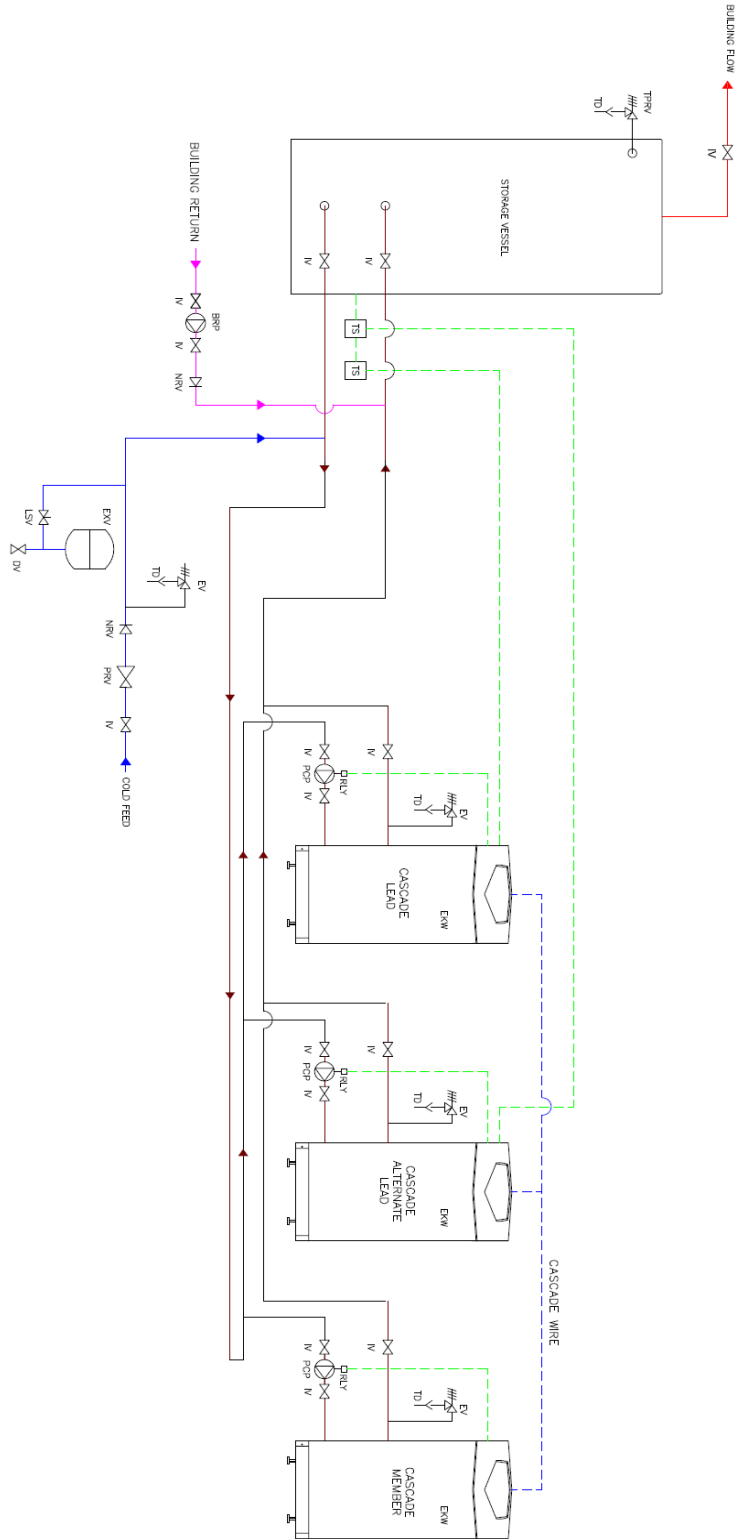 BUILDING FLOW
IV
TPRV
TD
STORAGE VESSEL
IV
IV
TS
TS
BUILDING RETURN
IV
BRP
IV
NRV
LSV
EXV
DV
EV
TD
NRV
PRV
IV
COLD FEED
IV
EV
TD
IV
PCP
RLY
IV
EKW
CASCADE
LEAD
IV
EV
TD
IV
PCP
RLY
IV
EKW
CASCADE
ALTERNATE
LEAD
CASCADE WIRE
IV
EV
TD
IV
PCP
RLY
IV
EKW
CASCADE
MEMBER